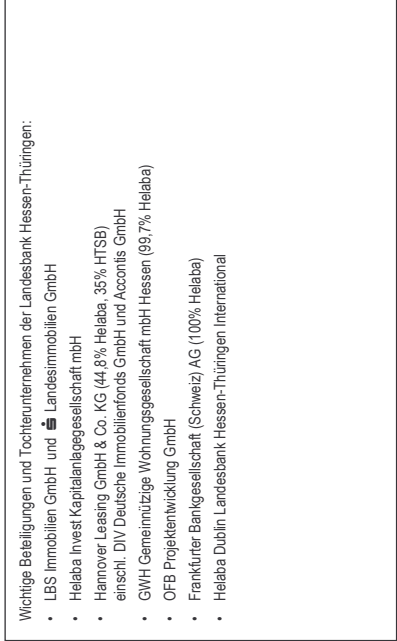 Wichtige Beteiligungen und Tochterunternehmen der Landesbank Hessen-Thüringen:
• LBS Immobilien GmbH und Landesimmobilien GmbH
• Helaba Invest Kapitalanlagegesellschaft mbH
• Hannover Leasing GmbH & Co. KG (44,8% Helaba, 35% HTSB)
einschl. DIV Deutsche Immobilienfonds GmbH und Accontis GmbH
• GWH Gemeinnützige Wohnungsgesellschaft mbH Hessen (99,7% Helaba)
• OFB Projektentwicklung GmbH
• Frankfurter Bankgesellschaft (Schweiz) AG (100% Helaba)
• Helaba Dublin Landesbank Hessen-Thüringen International